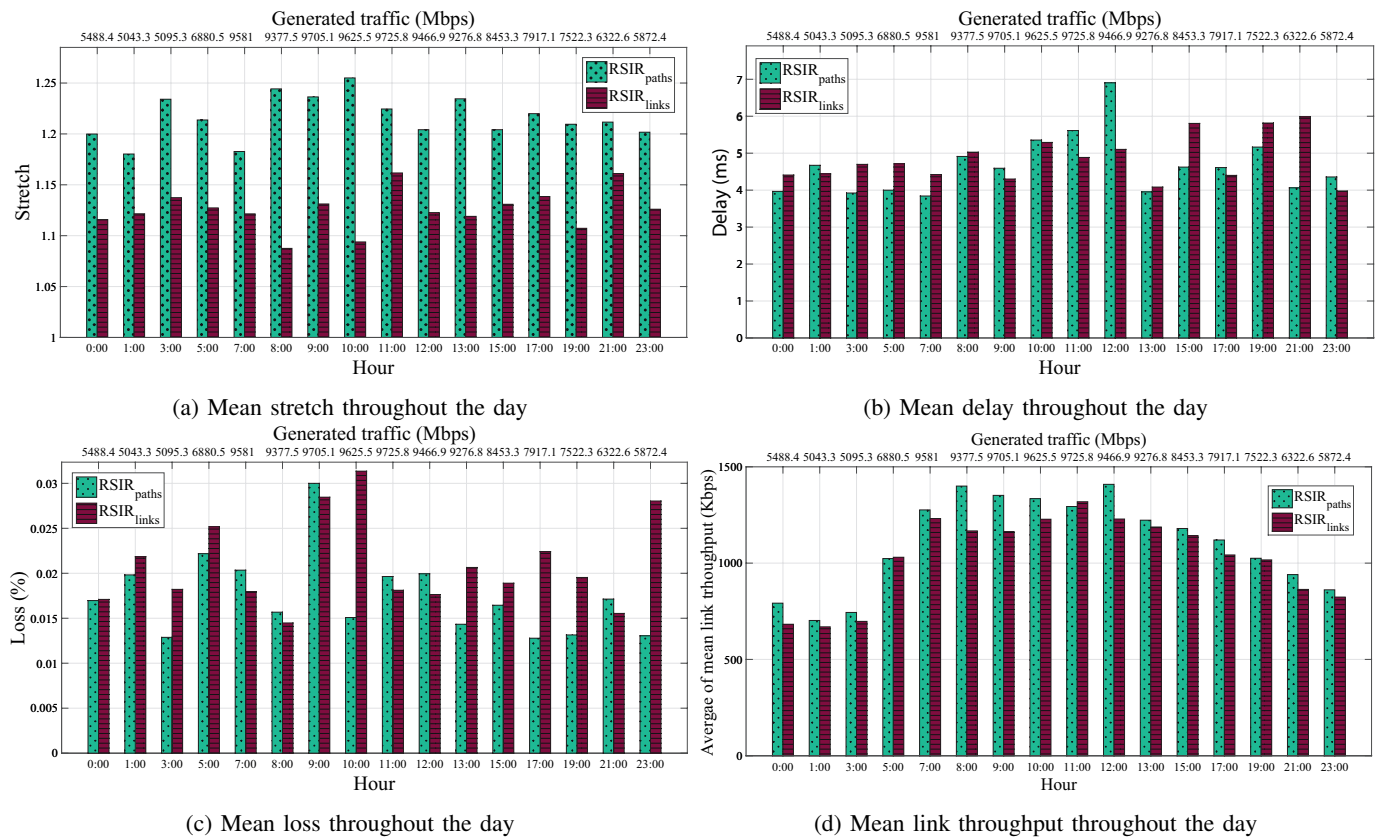 Generated traffic (Mbps)
5488.4 5043.3 5095.3 6880.5 9581 9377.5 9705.1 9625.5 9725.8 9466.9 9276.8 8453.3 7917.1 7522.3 6322.6 5872.4
1.25
1.2
1.15
1.1
1.05
1
Stretch
RSIRpaths
RSIRlinks
0:00 1:00 3:00 5:00 7:00 8:00 9:00 10:00 11:00 12:00 13:00 15:00 17:00 19:00 21:00 23:00
Hour
(a) Mean stretch throughout the day
Generated traffic (Mbps)
5488.4 5043.3 5095.3 6880.5 9581 9377.5 9705.1 9625.5 9725.8 9466.9 9276.8 8453.3 7917.1 7522.3 6322.6 5872.4
7
6
5
4
3
2
1
0
Delay (ms)
RSIRpaths
RSIRlinks
0:00 1:00 3:00 5:00 7:00 8:00 9:00 10:00 11:00 12:00 13:00 15:00 17:00 19:00 21:00 23:00
Hour
(b) Mean delay throughout the day
Generated traffic (Mbps)
5488.4 5043.3 5095.3 6880.5 9581 9377.5 9705.1 9625.5 9725.8 9466.9 9276.8 8453.3 7917.1 7522.3 6322.6 5872.4
0.03
0.025
0.02
0.015
0.01
0.005
0
Loss (%)
RSIRpaths
RSIRlinks
0:00 1:00 3:00 5:00 7:00 8:00 9:00 10:00 11:00 12:00 13:00 15:00 17:00 19:00 21:00 23:00
Hour
(c) Mean loss throughout the day
Generated traffic (Mbps)
5488.4 5043.3 5095.3 6880.5 9581 9377.5 9705.1 9625.5 9725.8 9466.9 9276.8 8453.3 7917.1 7522.3 6322.6 5872.4
1500
1000
500
0
Avergae of mean link thoughput (Kbps)
RSIRpaths
RSIRlinks
0:00 1:00 3:00 5:00 7:00 8:00 9:00 10:00 11:00 12:00 13:00 15:00 17:00 19:00 21:00 23:00
Hour
(d) Mean link throughput throughout the day